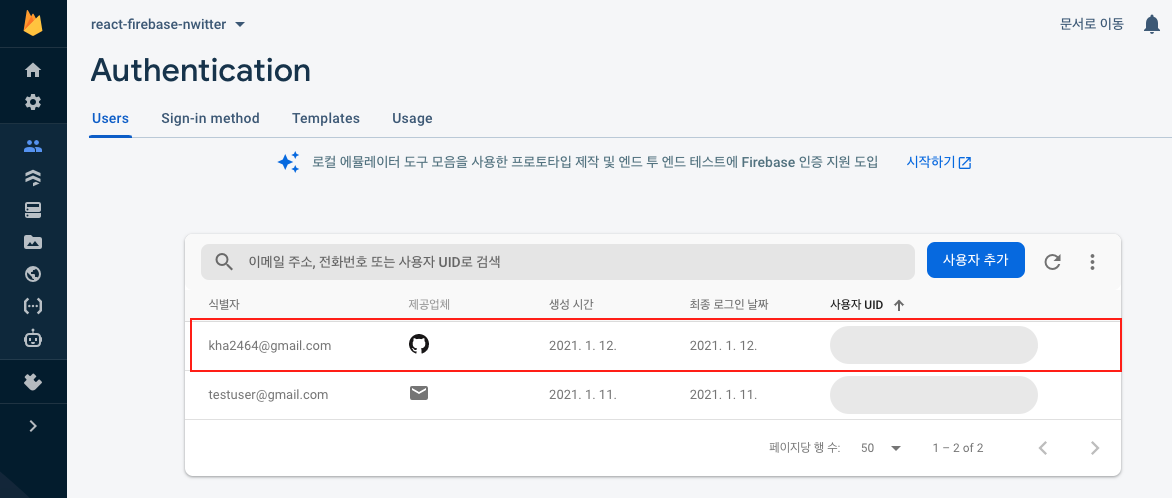 react-firebase-nwitter 문서로 이동
Authentication
Users Sign-in method Templates Usage
로컬 에뮬레이터 도구 모음을 사용한 프로토타입 제작 및 엔드 투 엔드 테스트에 Firebase 인증 지원 도입 시작하기
이메일 주소, 전화번호 또는 사용자 UID로 검색 사용자 추가
식별자 제공업체 생성 시간 최종 로그인 날짜 사용자 UID
kha2464@gmail.com 2021. 1. 12. 2021. 1. 12.
testuser@gmail.com 2021. 1. 11. 2021. 1. 11.
페이지당 행 수: 50 1 – 2 of 2